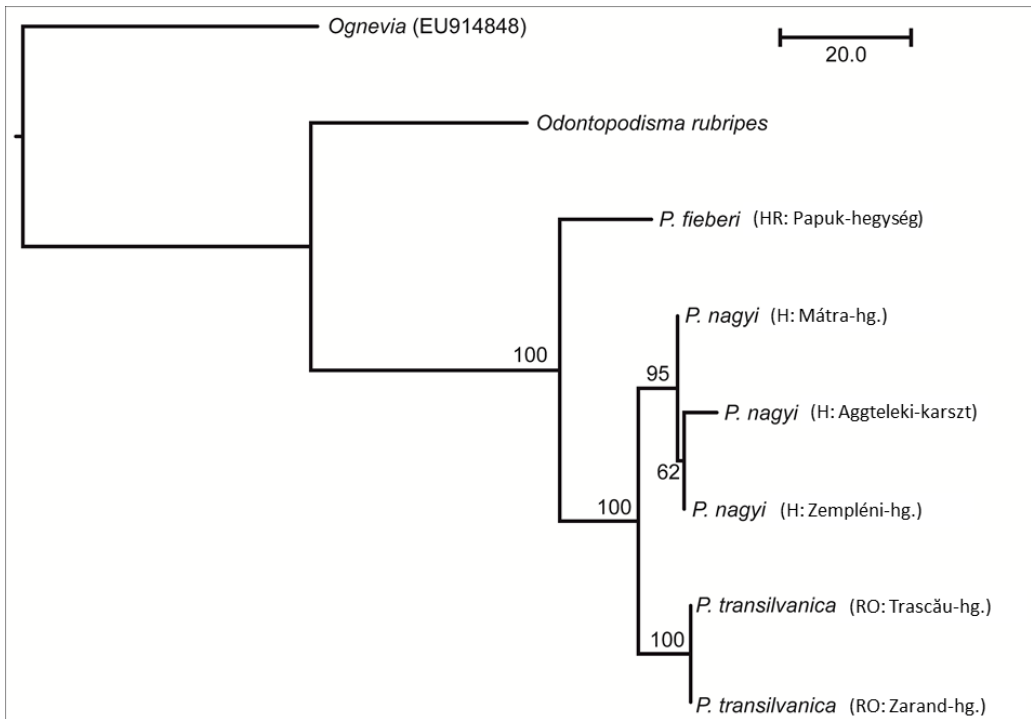 Ognevia (EU914848)
20.0
Odontopodisma rubripes
P. fieberi (HR: Papuk-hegység)
P. nagyi (H: Mátra-hg.)
100
95
P. nagyi (H: Aggteleki-karszt)
62
P. nagyi (H: Zempléni-hg.)
100
P. transilvanica (RO: Trascău-hg.)
100
P. transilvanica (RO: Zarand-hg.)